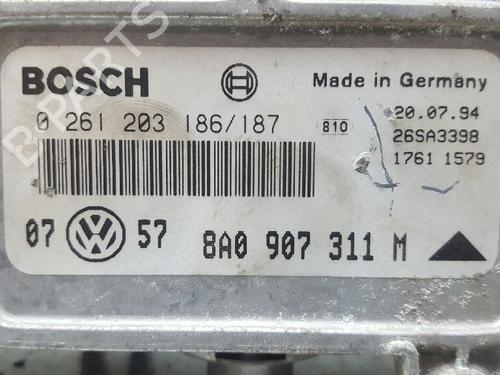 BOSCH
Made in Germany
0 261 203 186/187
810
20.07.94
26SA3398
1761 1579
07 VW 57
8A0 907 311 M
B-PARTS